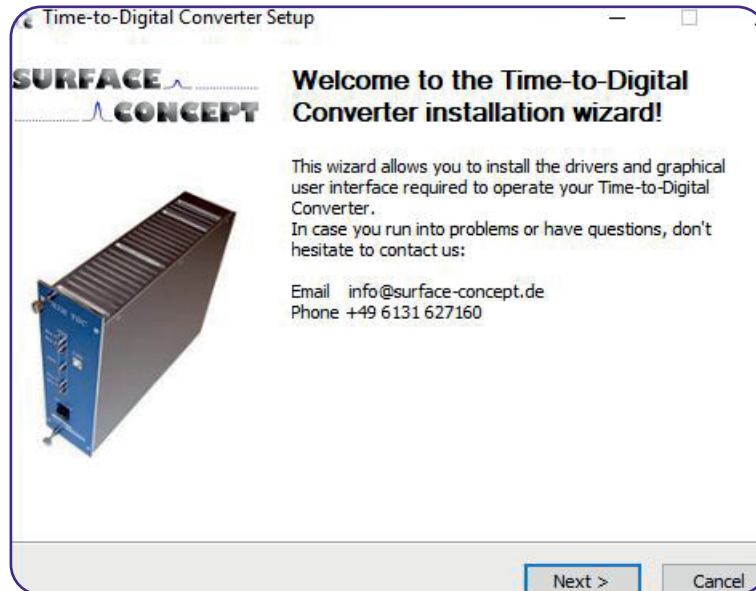 Time-to-Digital Converter Setup
SURFACE
CONCEPT
Welcome to the Time-to-Digital
Converter installation wizard!
This wizard allows you to install the drivers and graphical
user interface required to operate your Time-to-Digital
Converter.
In case you run into problems or have questions, don't
hesitate to contact us:
Email info@surface-concept.de
Phone +49 6131 627160
Next >
Cancel